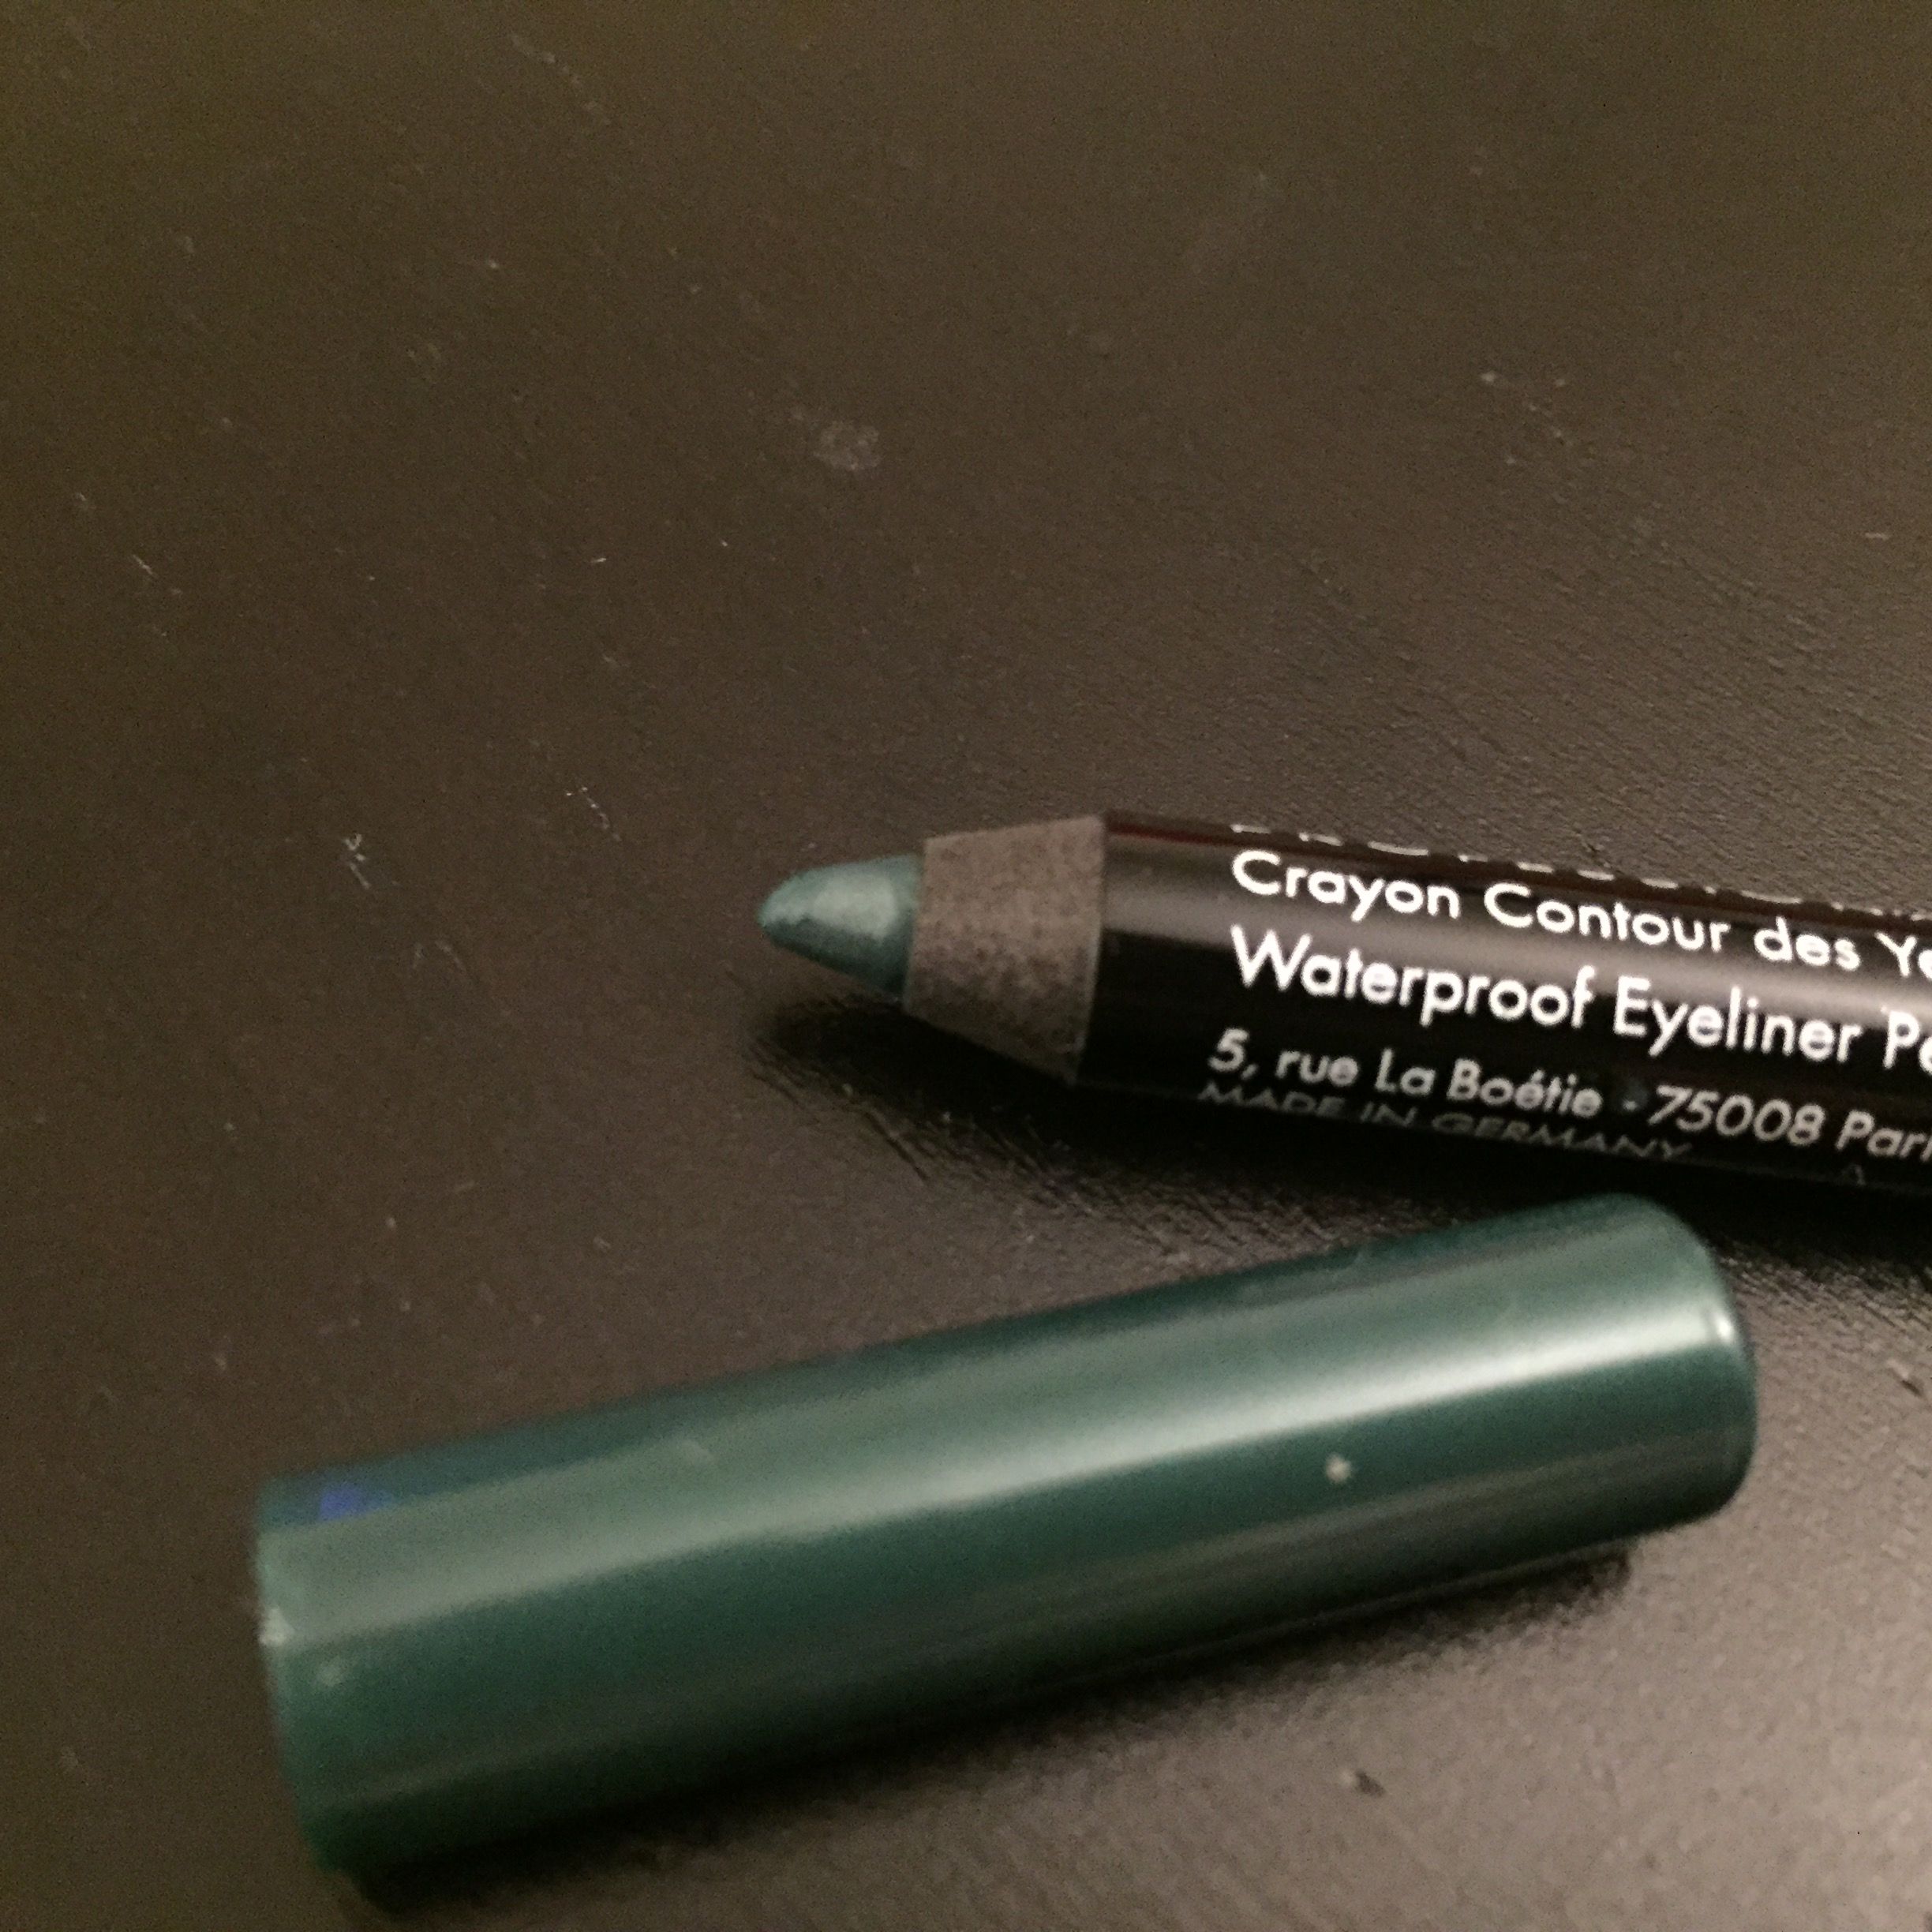 Crayon Contour des
Waterproof Eyeliner
5, rue La Boétie - 75008
MADE IN GERMANY